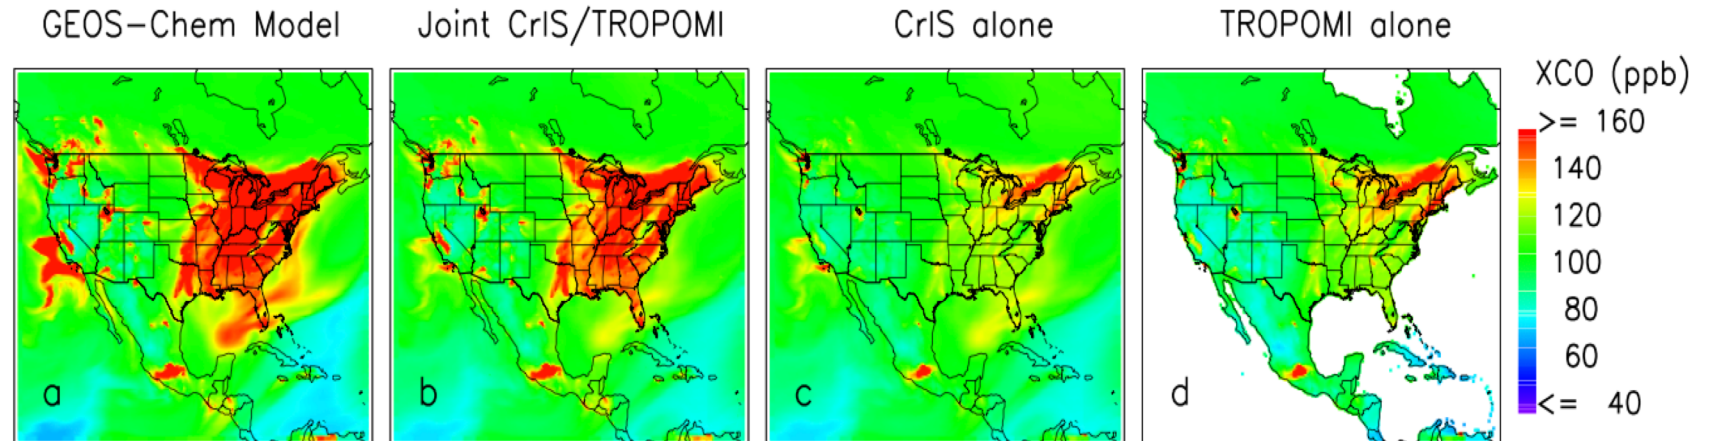 GEOS-Chem Model
Joint CrIS/TROPOMI
CrIS alone
TROPOMI alone
XCO (ppb)
>= 160
140
120
100
80
60
<= 40
a
b
c
d